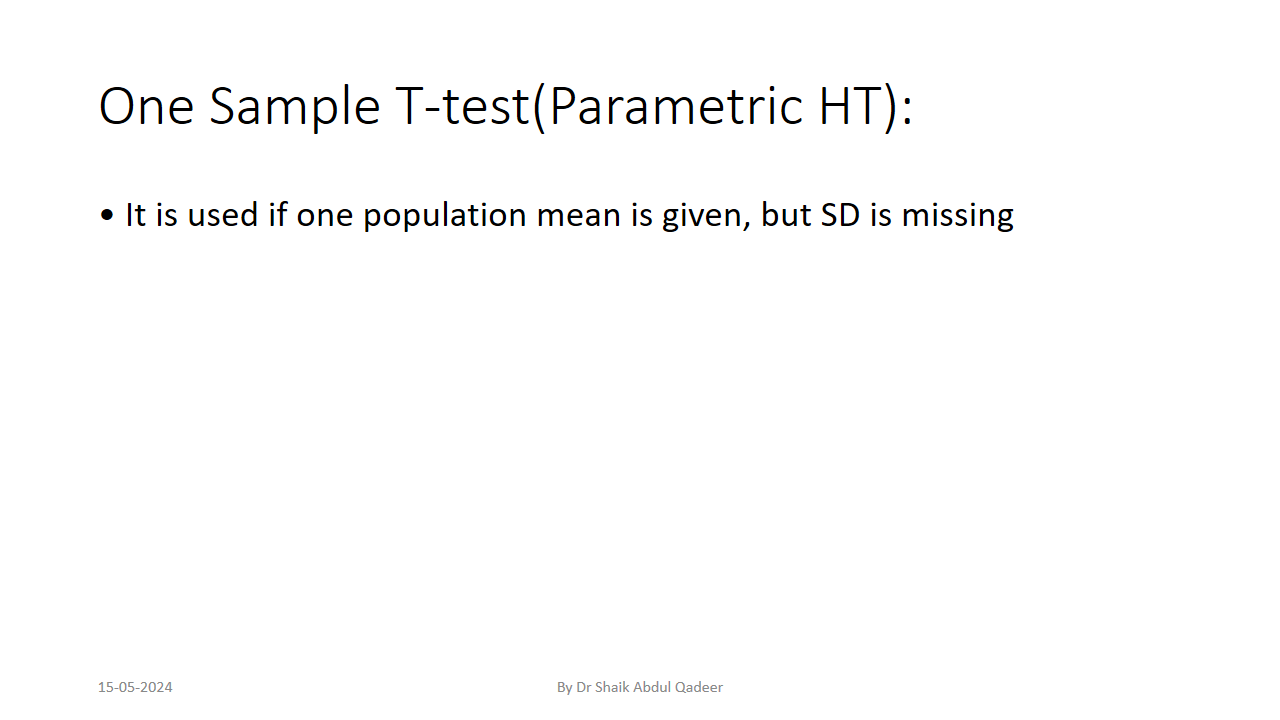 One Sample T-test(Parametric HT):
• It is used if one population mean is given, but SD is missing
15-05-2024
By Dr Shaik Abdul Qadeer